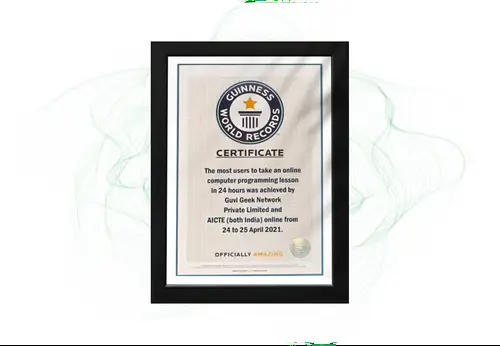 GUINNESS
WORLD RECORDS
CERTIFICATE
The most users to take an online
computer programming lesson
in 24 hours was achieved by
Guvi Geek Network
Private Limited and
AICTE (both India) online from
24 to 25 April 2021.
OFFICIALLY AMAZING